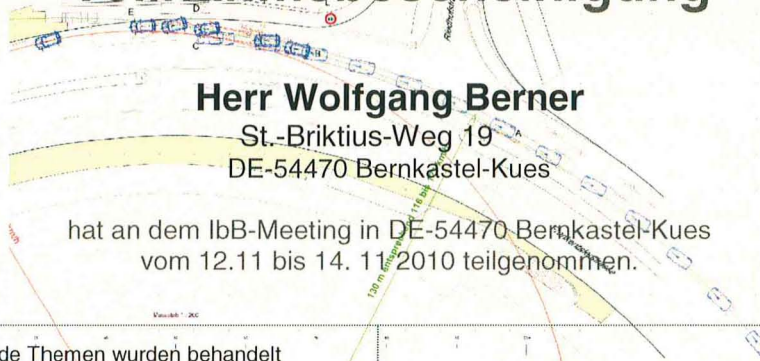 E
D
C
B
Herr Wolfgang Berner
St.-Briktius-Weg 19
A
DE-54470 Bernkastel-Kues
hat an dem IbB-Meeting in DE-54470 Bernkastel-Kues
vom 12.11 bis 14. 11 2010 teilgenommen.
de Themen wurden behandelt